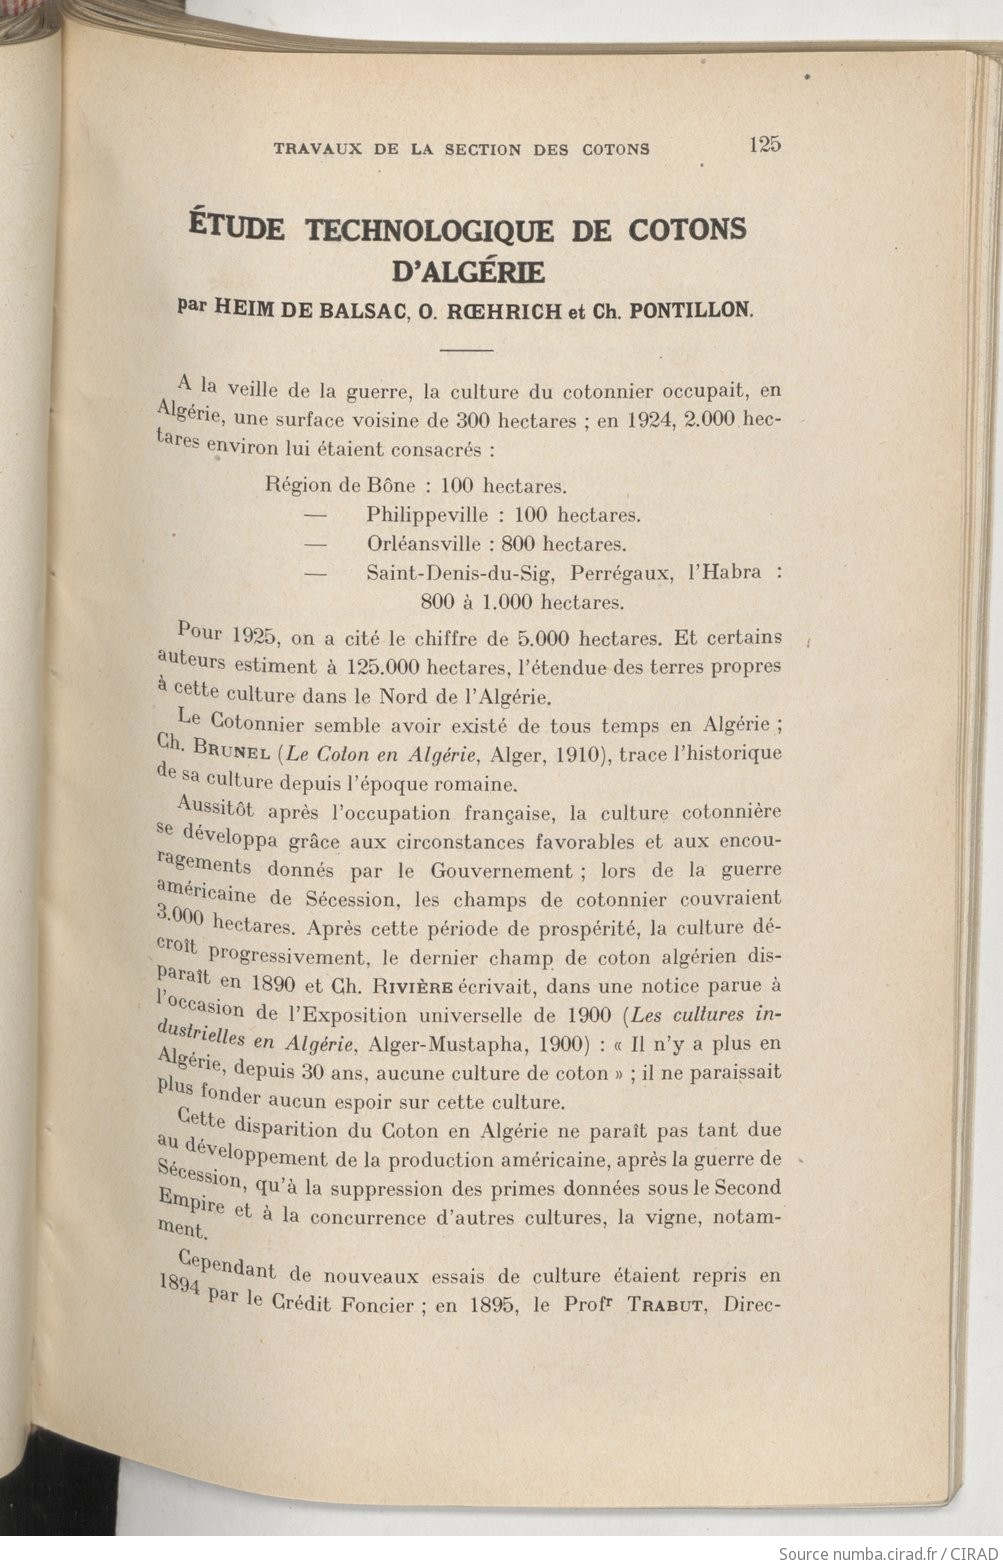 TRAVAUX DE LA SECTION DES COTONS 125
ÉTUDE TECHNOLOGIQUE DE COTONS
D'ALGÉRIE
par HEIM DE BALSAC, O. RŒHRICH et Ch. PONTILLON.
A la veille de la guerre, la culture du cotonnier occupait, en
Algérie, une surface voisine de 300 hectares ; en 1924, 2.000 hec-
tares environ lui étaient consacrés :
Région de Bône : 100 hectares.
— Philippeville : 100 hectares.
— Orléansville : 800 hectares.
— Saint-Denis-du-Sig, Perrégaux, l'Habra :
800 à 1.000 hectares.
Pour 1925, on a cité le chiffre de 5.000 hectares. Et certains
auteurs estiment à 125.000 hectares, l'étendue des terres propres
à cette culture dans le Nord de l'Algérie.
Le Cotonnier semble avoir existé de tous temps en Algérie ;
Ch. BRUNEL (Le Coton en Algérie, Alger, 1910), trace l'historique
de sa culture depuis l'époque romaine.
Aussitôt après l'occupation française, la culture cotonnière
se développa grâce aux circonstances favorables et aux encou-
ragements donnés par le Gouvernement ; lors de la guerre
américaine de Sécession, les champs de cotonnier couvraient
3.000 hectares. Après cette période de prospérité, la culture dé-
croît progressivement, le dernier champ de coton algérien dis-
paraît en 1890 et Ch. RIVIÈRE écrivait, dans une notice parue à
l'occasion de l'Exposition universelle de 1900 (Les cultures in-
dustrielles en Algérie, Alger-Mustapha, 1900) : « Il n'y a plus en
Algérie, depuis 30 ans, aucune culture de coton » ; il ne paraissait
plus fonder aucun espoir sur cette culture.
Cette disparition du Coton en Algérie ne paraît pas tant due
au développement de la production américaine, après la guerre de
Sécession, qu'à la suppression des primes données sous le Second
Empire et à la concurrence d'autres cultures, la vigne, notam-
ment.
Cependant de nouveaux essais de culture étaient repris en
1894 par le Crédit Foncier ; en 1895, le Profr TRABUT, Direc-
Source numba.cirad.fr / CIRAD